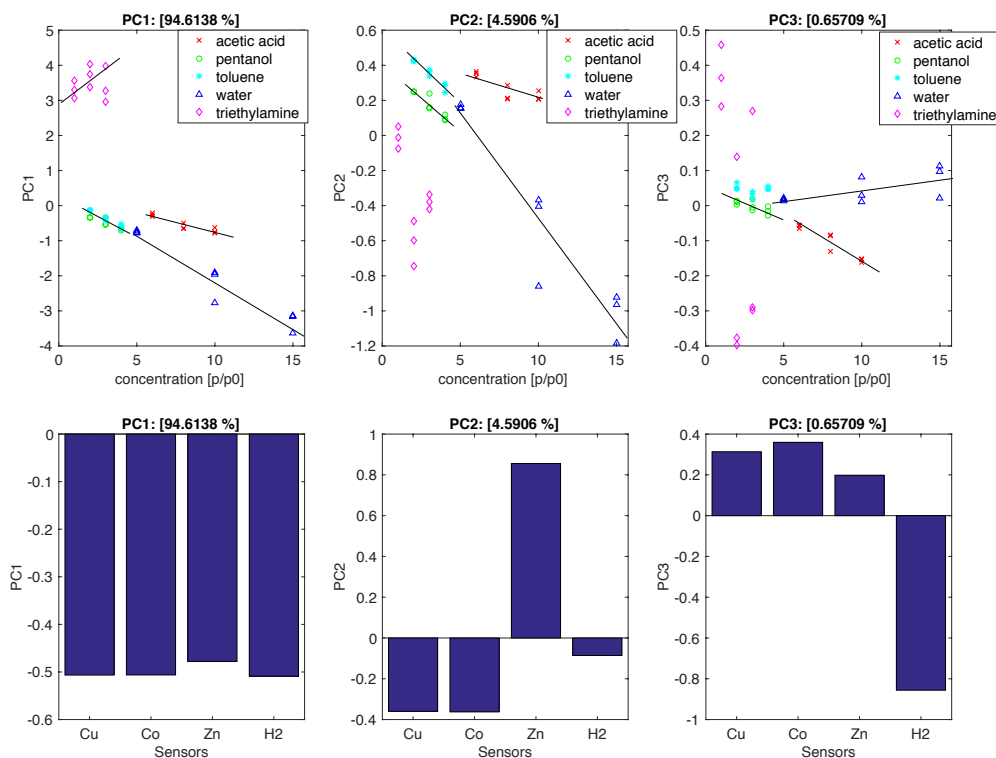 PC1: [94.6138 %]
5
4
3
2
1
0
-1
-2
-3
-4
PC1
0
5
10
15
concentration [p/p0]
acetic acid
pentanol
toluene
water
triethylamine
PC2: [4.5906 %]
0.6
0.4
0.2
0
-0.2
-0.4
-0.6
-0.8
-1
-1.2
PC2
0
5
10
15
concentration [p/p0]
acetic acid
pentanol
toluene
water
triethylamine
PC3: [0.65709 %]
0.5
0.4
0.3
0.2
0.1
0
-0.1
-0.2
-0.3
-0.4
PC3
0
5
10
15
concentration [p/p0]
acetic acid
pentanol
toluene
water
triethylamine
PC1: [94.6138 %]
0
-0.1
-0.2
-0.3
-0.4
-0.5
-0.6
PC1
Cu
Co
Zn
H2
Sensors
PC2: [4.5906 %]
1
0.8
0.6
0.4
0.2
0
-0.2
-0.4
PC2
Cu
Co
Zn
H2
Sensors
PC3: [0.65709 %]
0.4
0.2
0
-0.2
-0.4
-0.6
-0.8
-1
PC3
Cu
Co
Zn
H2
Sensors